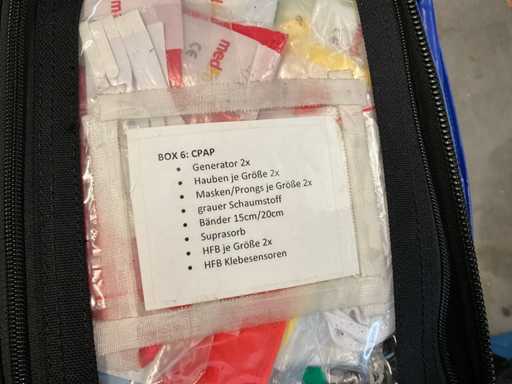 BOX 6: CPAP
• Generator 2x
• Hauben je Größe 2x
• Masken/Prongs je Größe 2x
• grauer Schaumstoff
• Bänder 15cm/20cm
• Suprasorb
• HFB je Größe 2x
• HFB Klebesensoren